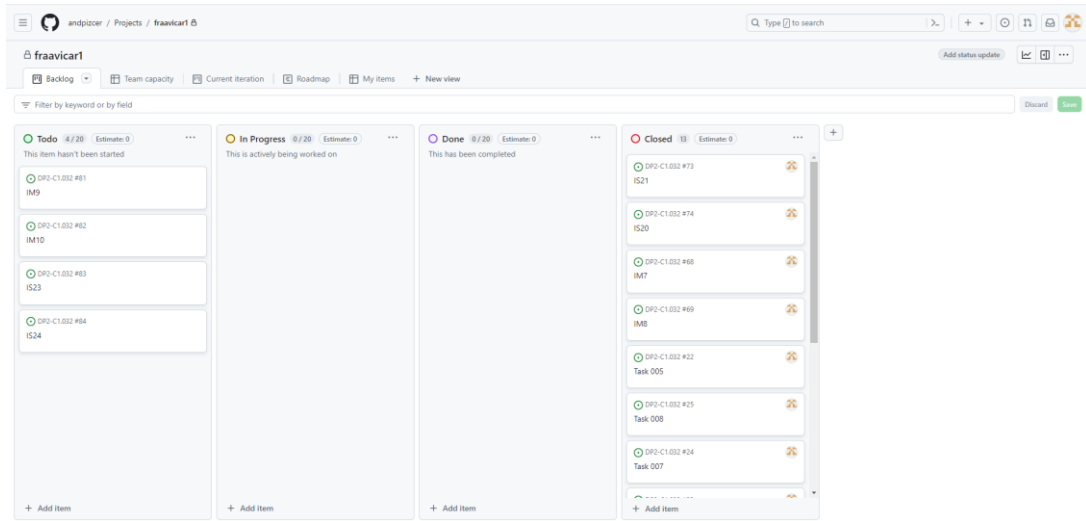 andpizcer / Projects / fraavicar1
Type / to search
fraavicar1
Add status update
Backlog
Team capacity
Current iteration
Roadmap
My items
+ New view
Filter by keyword or by field
Discard
Save
Todo 4 / 20 Estimate: 0
This item hasn't been started
DP2-C1.032 #81
IM9
DP2-C1.032 #82
IM10
DP2-C1.032 #83
IS23
DP2-C1.032 #84
IS24
+ Add item
In Progress 0 / 20 Estimate: 0
This is actively being worked on
+ Add item
Done 0 / 20 Estimate: 0
This has been completed
+ Add item
Closed 13 Estimate: 0
DP2-C1.032 #73
IS21
DP2-C1.032 #74
IS20
DP2-C1.032 #68
IM7
DP2-C1.032 #69
IM8
DP2-C1.032 #22
Task 005
DP2-C1.032 #25
Task 008
DP2-C1.032 #24
Task 007
+ Add item